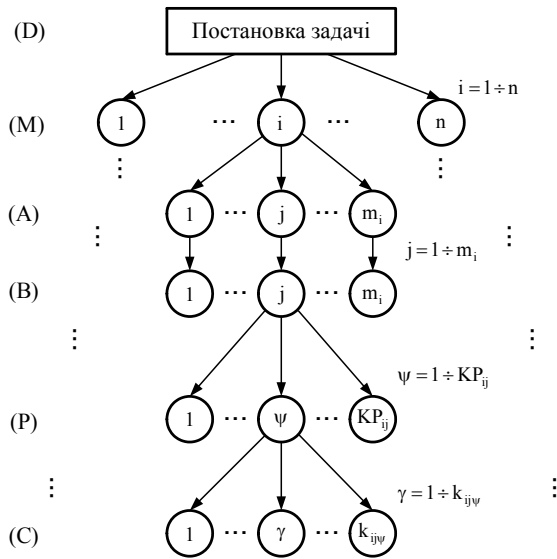 (D) Постановка задачі
i = 1 ÷ n
(M) 1 ... i ... n
(A) 1 ... j ... m_i
j = 1 ÷ m_i
(B) 1 ... j ... m_i
ψ = 1 ÷ KP_ij
(P) 1 ... ψ ... KP_ij
γ = 1 ÷ k_ijψ
(C) 1 ... γ ... k_ijψ